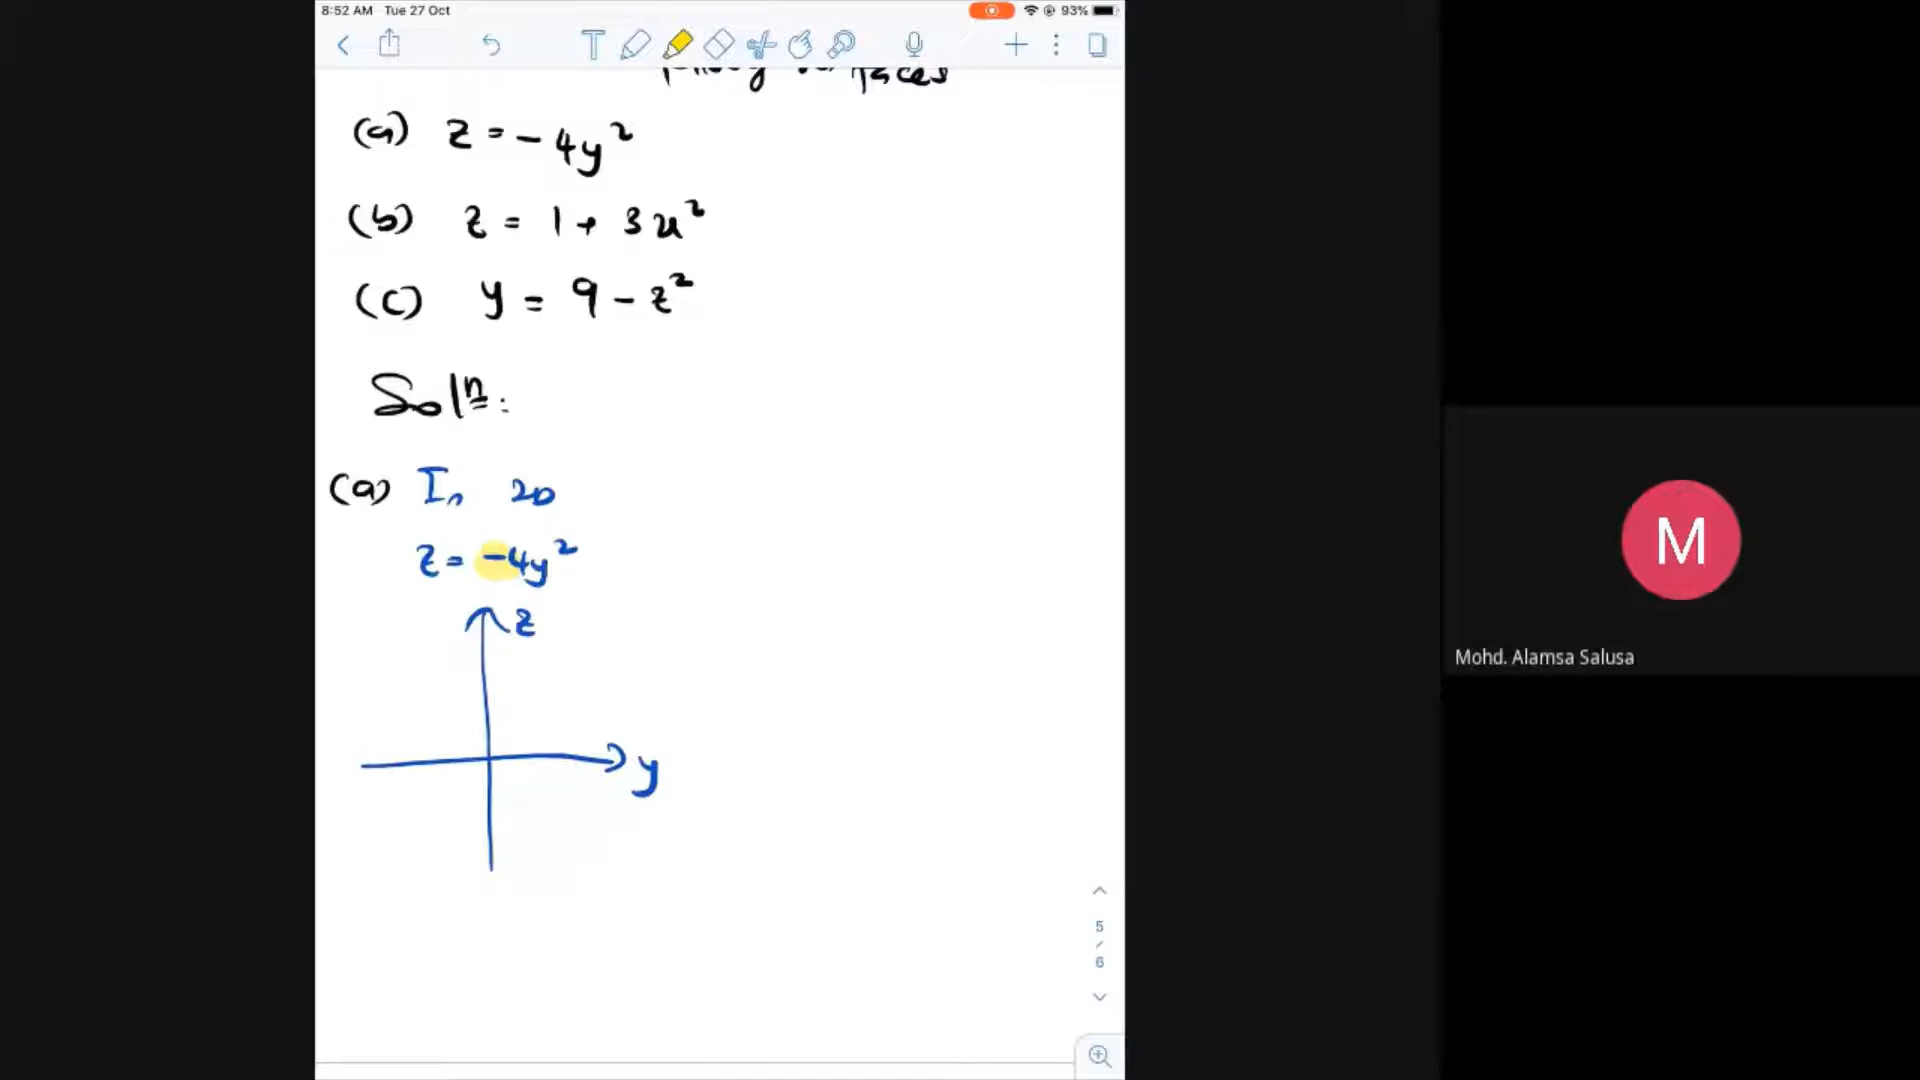 8:52 AM Tue 27 Oct
93%
(a) z = -4y²
(b) z = 1 + 3x²
(c) y = 9 - z²
Solⁿ:
(a) In 2D
z = -4y²
z
y
5
/
6
M
Mohd. Alamsa Salusa